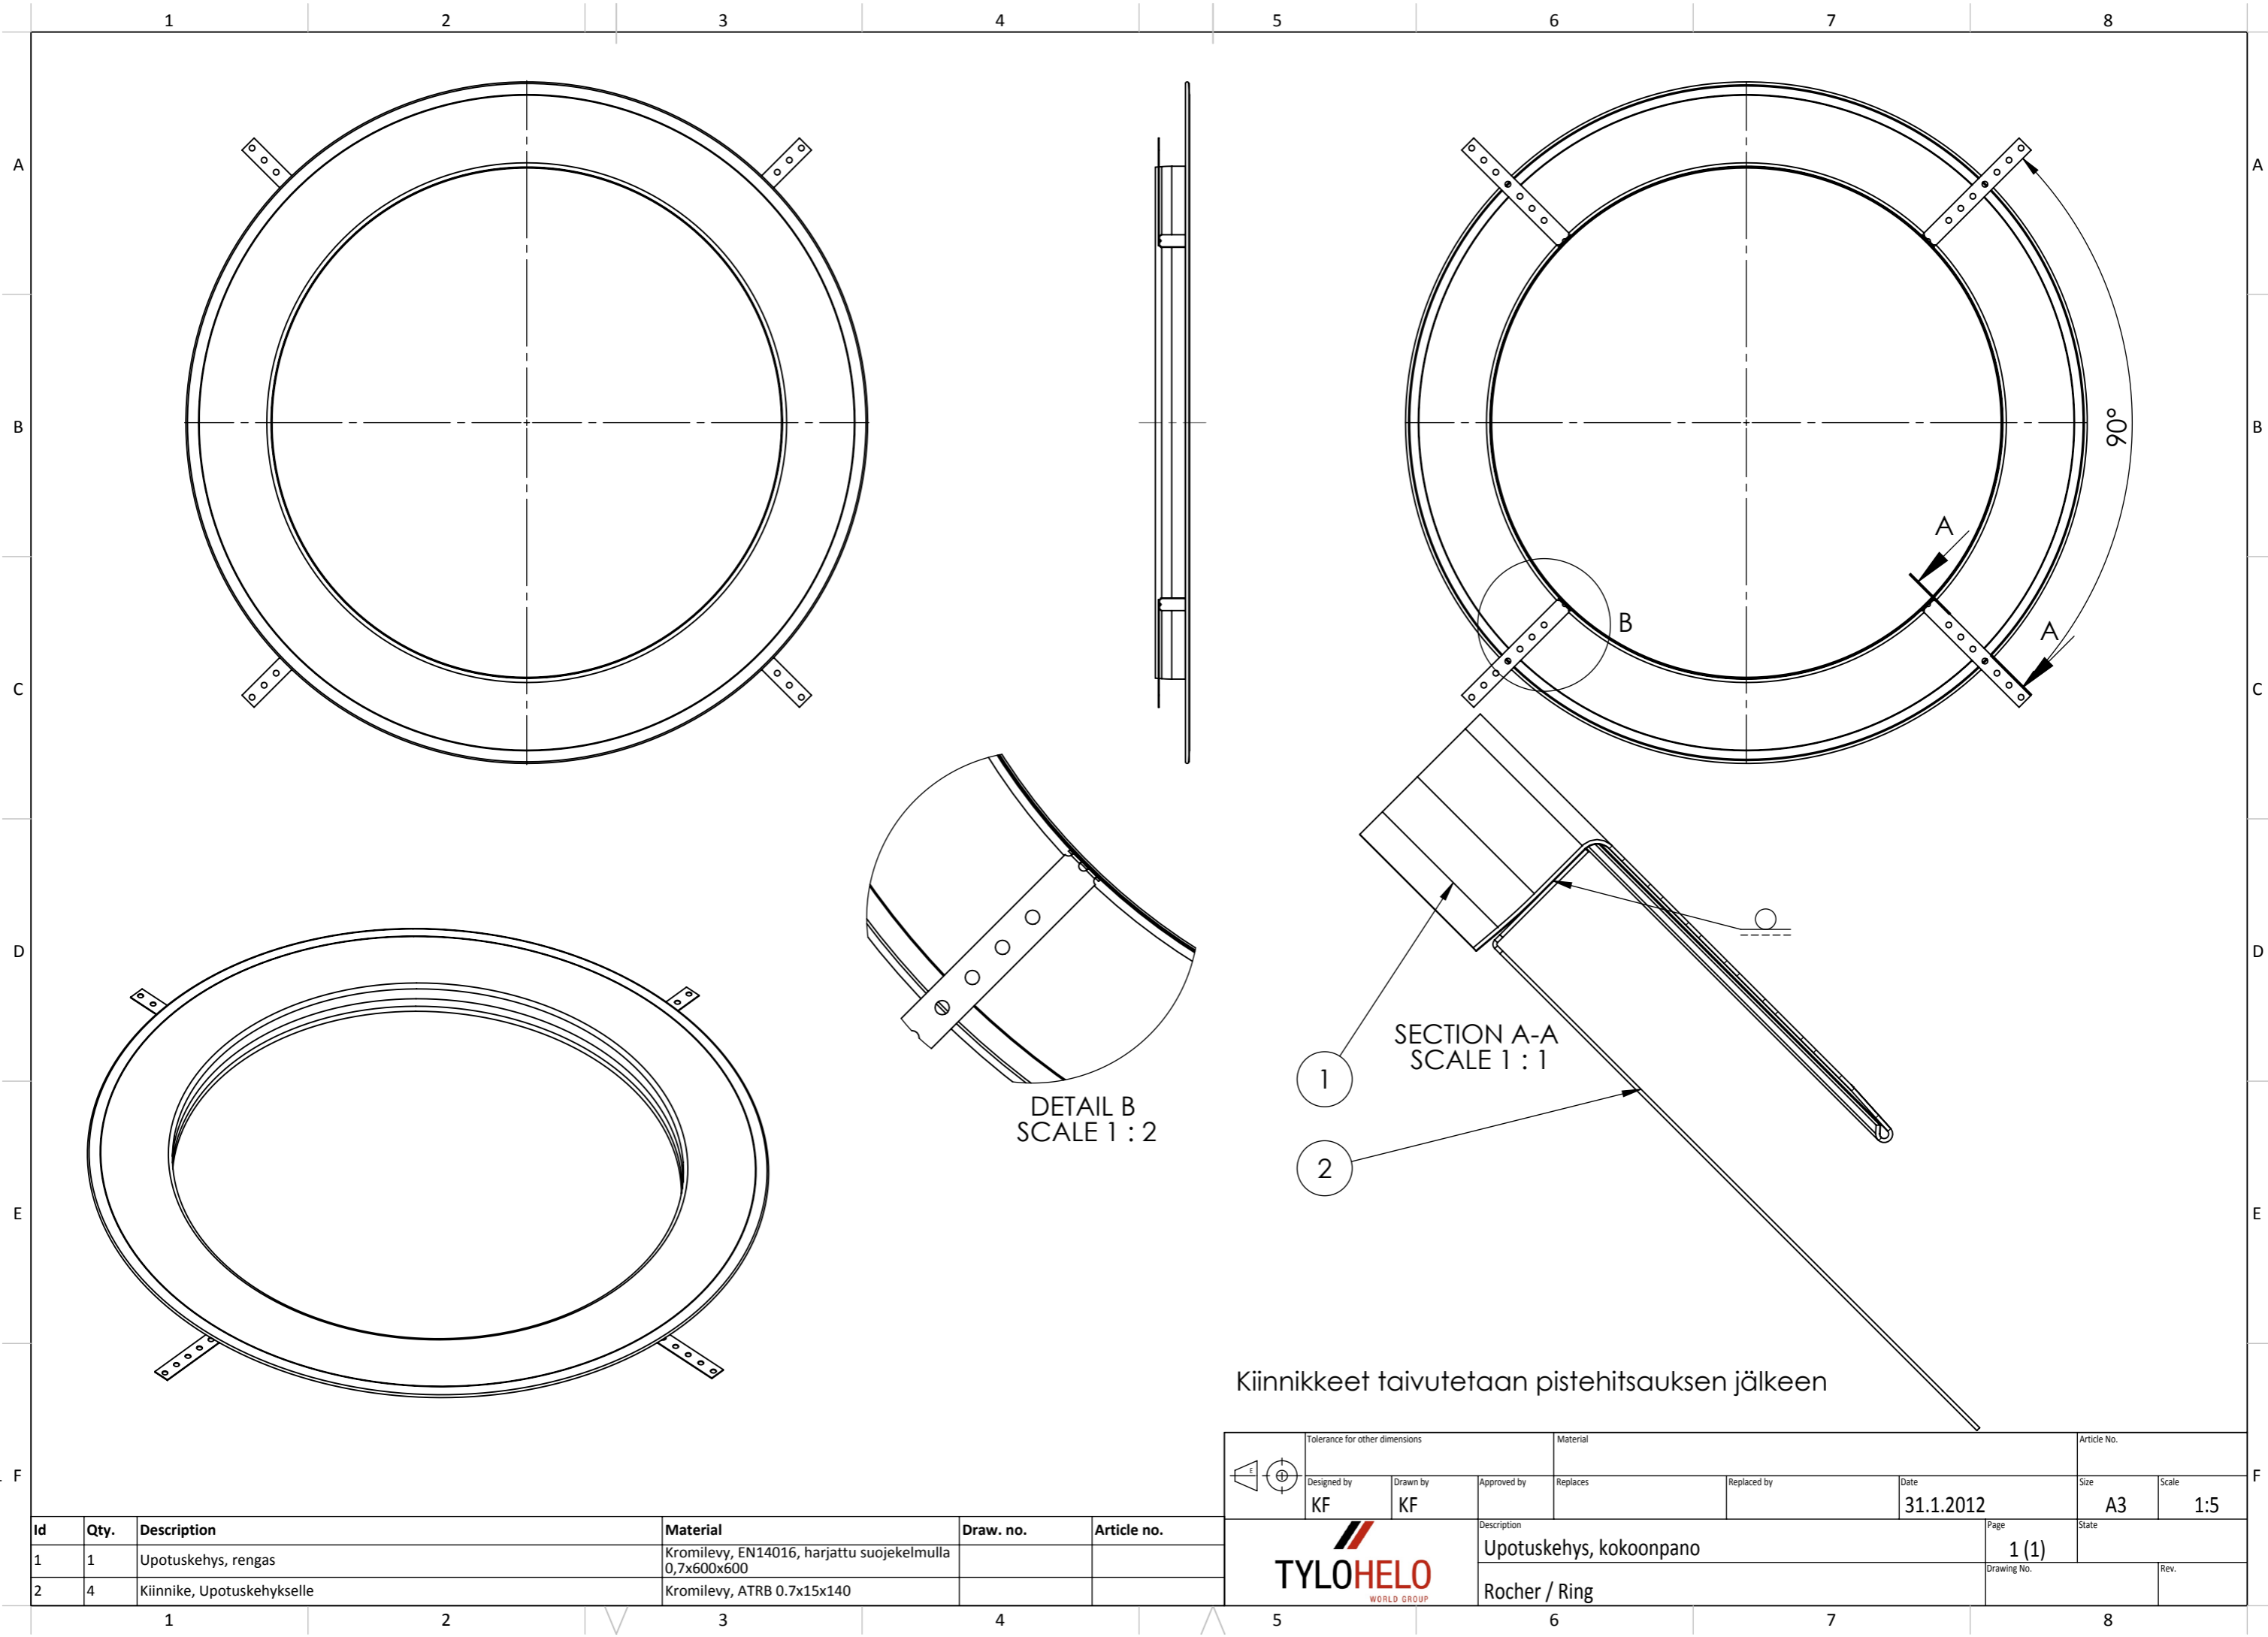 1 2 3 4 5 6 7 8
A A
B B
C C
D D
E E
F F
90°
A
A
B
DETAIL B
SCALE 1 : 2
SECTION A-A
SCALE 1 : 1
1
2
Kiinnikkeet taivutetaan pistehitsauksen jälkeen
Tolerance for other dimensions Material Article No.
E
Designed by Drawn by Approved by Replaces Replaced by Date Size Scale
KF KF 31.1.2012 A3 1:5
Description Page State
Upotuskehys, kokoonpano 1 (1)
TYLOHELO
WORLD GROUP
Drawing No. Rev.
Rocher / Ring
Id Qty. Description Material Draw. no. Article no.
1 1 Upotuskehys, rengas Kromilevy, EN14016, harjattu suojekelmulla
0,7x600x600
2 4 Kiinnike, Upotuskehykselle Kromilevy, ATRB 0.7x15x140
1 2 3 4 5 6 7 8